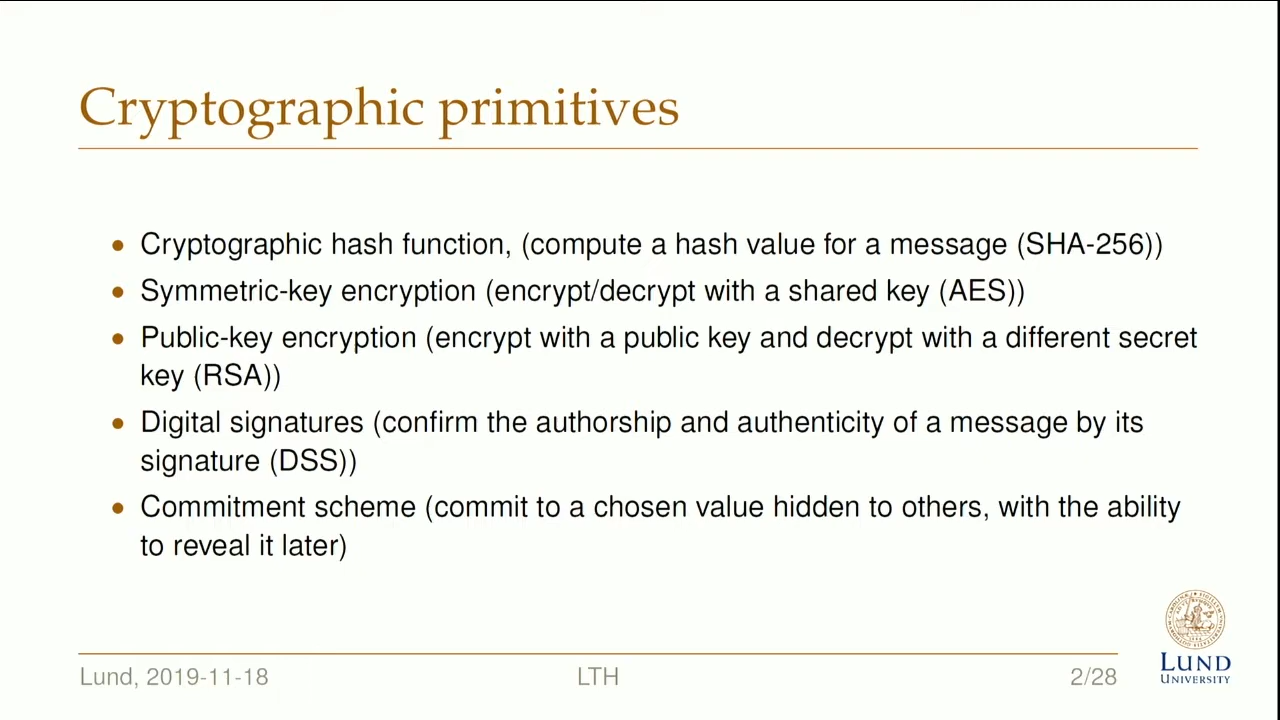 Cryptographic primitives
• Cryptographic hash function, (compute a hash value for a message (SHA-256))
• Symmetric-key encryption (encrypt/decrypt with a shared key (AES))
• Public-key encryption (encrypt with a public key and decrypt with a different secret
key (RSA))
• Digital signatures (confirm the authorship and authenticity of a message by its
signature (DSS))
• Commitment scheme (commit to a chosen value hidden to others, with the ability
to reveal it later)
Lund, 2019-11-18
LTH
2/28
LUND
UNIVERSITY